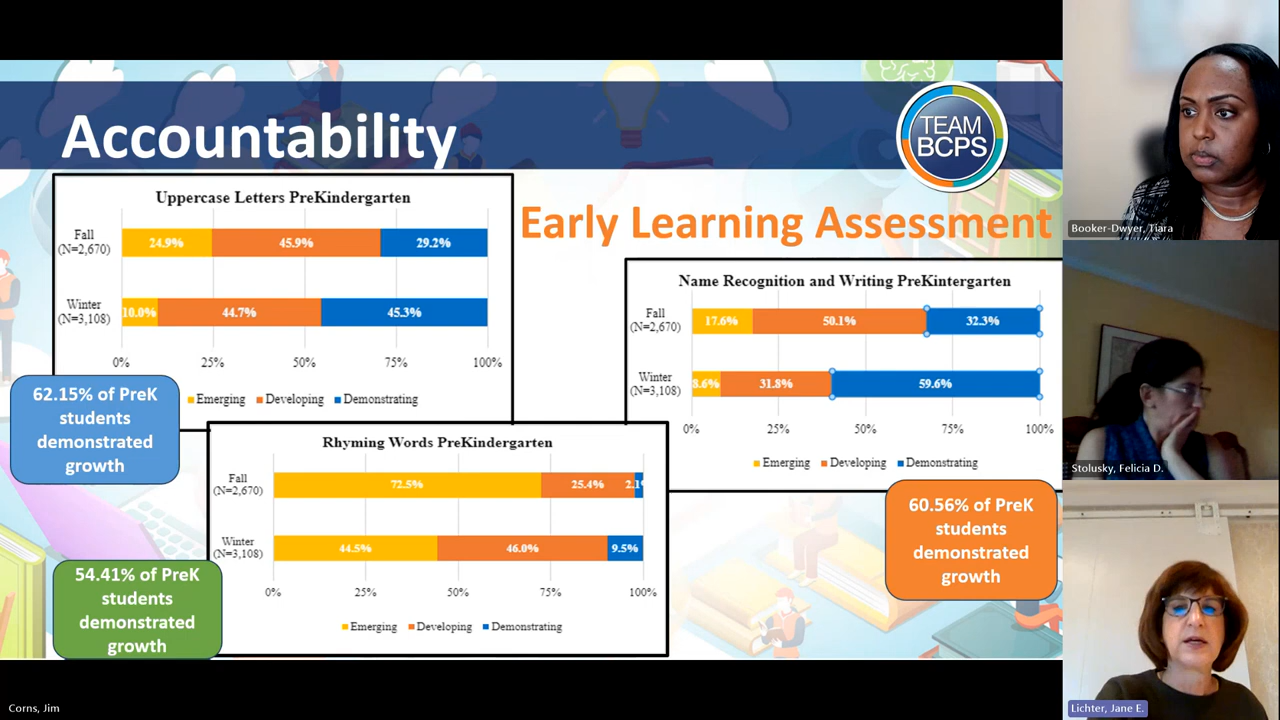 Accountability
TEAM
BCPS
Early Learning Assessment
Uppercase Letters PreKindergarten
Fall
(N=2,670)
24.9%
45.9%
29.2%
Winter
(N=3,108)
10.0%
44.7%
45.3%
0%
25%
50%
75%
100%
Emerging
Developing
Demonstrating
62.15% of PreK
students
demonstrated
growth
Name Recognition and Writing PreKintergarten
Fall
(N=2,670)
17.6%
50.1%
32.3%
Winter
(N=3,108)
8.6%
31.8%
59.6%
0%
25%
50%
75%
100%
Emerging
Developing
Demonstrating
60.56% of PreK
students
demonstrated
growth
Rhyming Words PreKindergarten
Fall
(N=2,670)
72.5%
25.4%
2.1%
Winter
(N=3,108)
44.5%
46.0%
9.5%
0%
25%
50%
75%
100%
Emerging
Developing
Demonstrating
54.41% of PreK
students
demonstrated
growth
Booker-Dwyer, Tiara
Stolusky, Felicia D.
Lichter, Jane E.
Corns, Jim